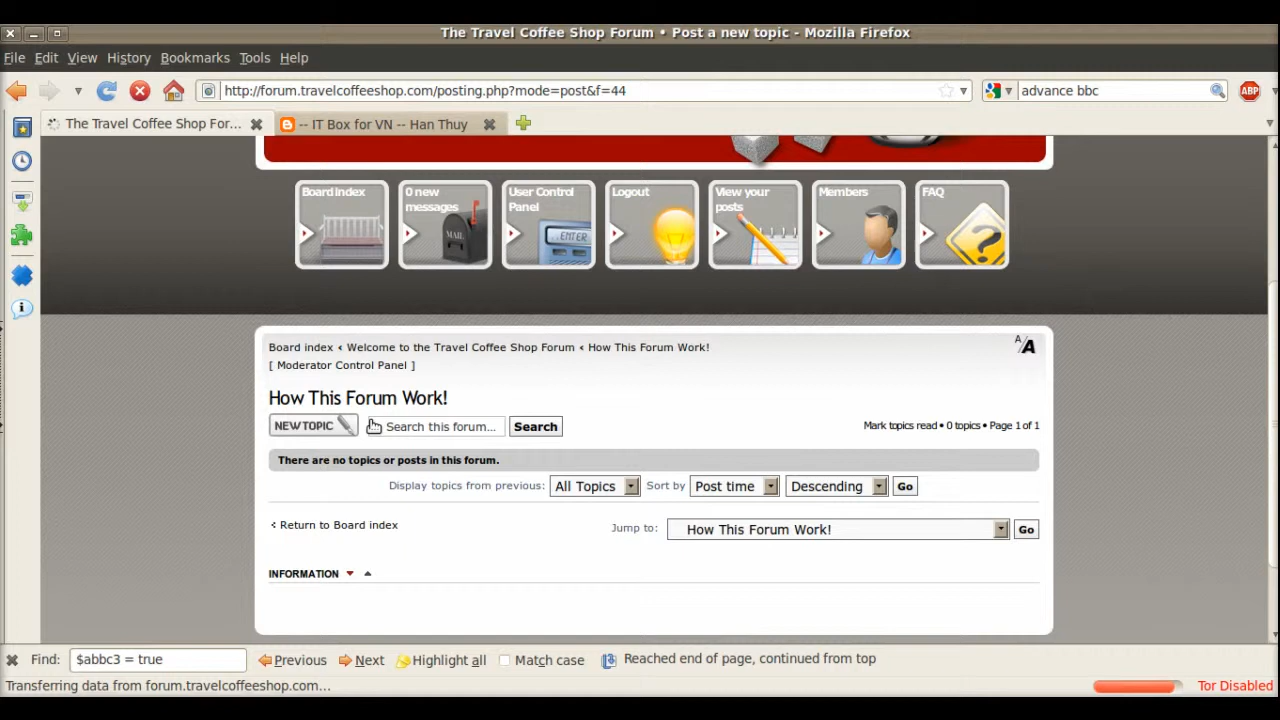 The Travel Coffee Shop Forum • Post a new topic - Mozilla Firefox
File Edit View History Bookmarks Tools Help
http://forum.travelcoffeeshop.com/posting.php?mode=post&f=44
advance bbc
ABP
The Travel Coffee Shop For...
-- IT Box for VN -- Han Thuy
Board index
0 new messages
User Control Panel
ENTER
Logout
View your posts
Members
FAQ
MAIL
Board index ‹ Welcome to the Travel Coffee Shop Forum ‹ How This Forum Work!
[ Moderator Control Panel ]
How This Forum Work!
NEW TOPIC
Search this forum...
Search
Mark topics read • 0 topics • Page 1 of 1
There are no topics or posts in this forum.
Display topics from previous: All Topics Sort by Post time Descending Go
‹ Return to Board index
Jump to: How This Forum Work! Go
INFORMATION
Find: $abbc3 = true Previous Next Highlight all Match case Reached end of page, continued from top
Transferring data from forum.travelcoffeeshop.com...
Tor Disabled